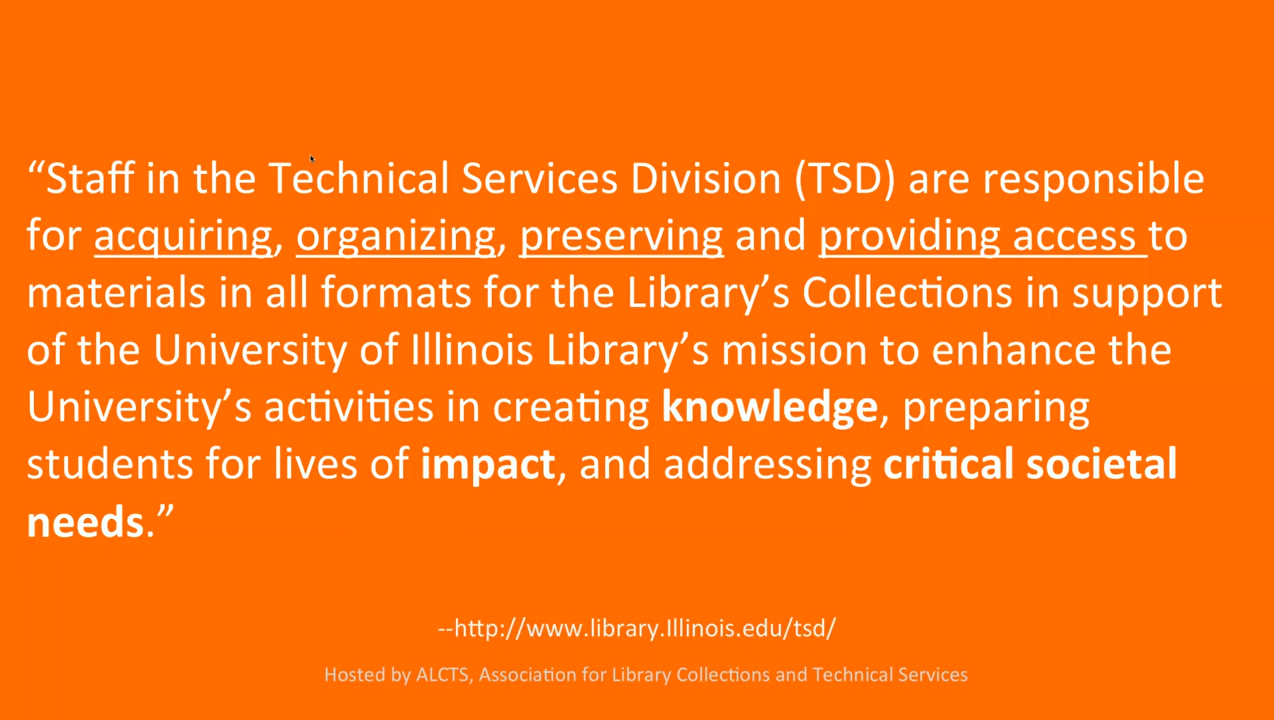 “Staff in the Technical Services Division (TSD) are responsible
for acquiring, organizing, preserving and providing access to
materials in all formats for the Library’s Collections in support
of the University of Illinois Library’s mission to enhance the
University’s activities in creating knowledge, preparing
students for lives of impact, and addressing critical societal
needs.”
--http://www.library.Illinois.edu/tsd/
Hosted by ALCTS, Association for Library Collections and Technical Services